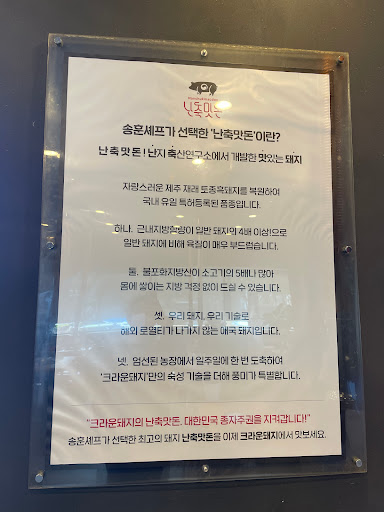 난축맛돈
송훈셰프가 선택한 '난축맛돈'이란?
난 축 맛 돈 ! 난지 축산연구소에서 개발한 맛있는 돼지
자랑스러운 제주 재래 토종흑돼지를 복원하여
국내 유일 특허등록된 품종입니다.
하나. 근내지방함량이 일반 돼지의 4배 이상!으로
일반 돼지에 비해 육질이 매우 부드럽습니다.
둘. 불포화지방산이 소고기의 5배나 많아
몸에 쌓이는 지방 걱정 없이 드실 수 있습니다.
셋. 우리 돼지, 우리 기술로
해외 로열티가 나가지 않는 애국 돼지입니다.
넷. 엄선된 농장에서 일주일에 한 번 도축하여
'크라운돼지'만의 숙성 기술을 더해 풍미가 특별합니다.
"크라운돼지의 난축맛돈, 대한민국 종자주권을 지켜갑니다!"
송훈셰프가 선택한 최고의 돼지 난축맛돈을 이제 크라운돼지에서 맛보세요.